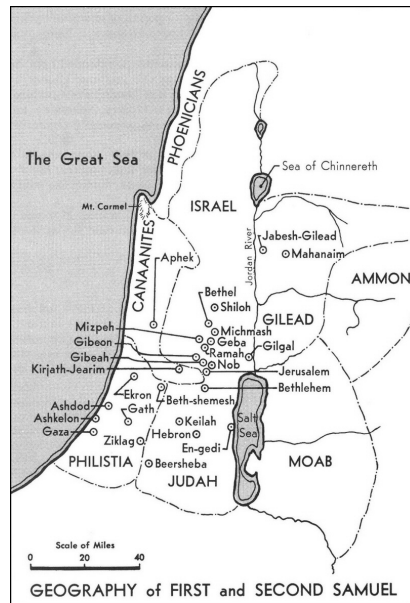 PHOENICIANS
The Great Sea
Sea of Chinnereth
Mt. Carmel
ISRAEL
CANAANITES
Jordan River
Jabesh-Gilead
Mahanaim
Aphek
AMMON
Bethel
Shiloh
GILEAD
Mizpeh
Michmash
Gibeon
Geba
Ramah
Gilgal
Gibeah
Nob
Kirjath-Jearim
Jerusalem
Bethlehem
Ekron
Beth-shemesh
Ashdod
Gath
Ashkelon
Keilah
Salt
Sea
Gaza
Hebron
Ziklag
En-gedi
PHILISTIA
Beersheba
MOAB
JUDAH
Scale of Miles
0 20 40
GEOGRAPHY OF FIRST and SECOND SAMUEL